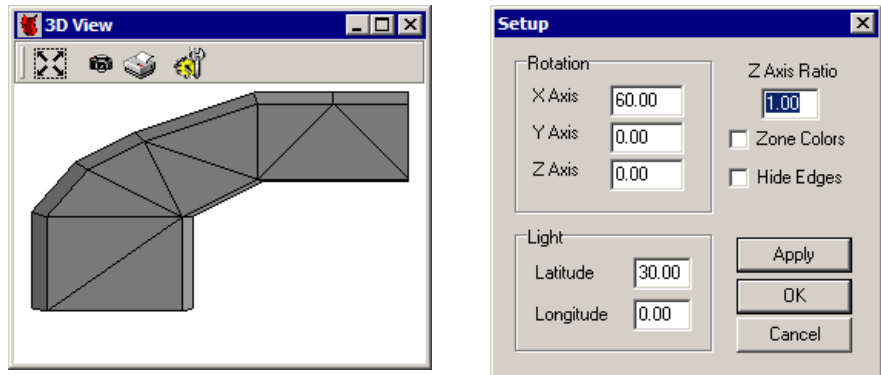 3D View
Setup
Rotation
X Axis 60.00
Y Axis 0.00
Z Axis 0.00
Z Axis Ratio
1.00
Zone Colors
Hide Edges
Light
Latitude 30.00
Longitude 0.00
Apply
OK
Cancel